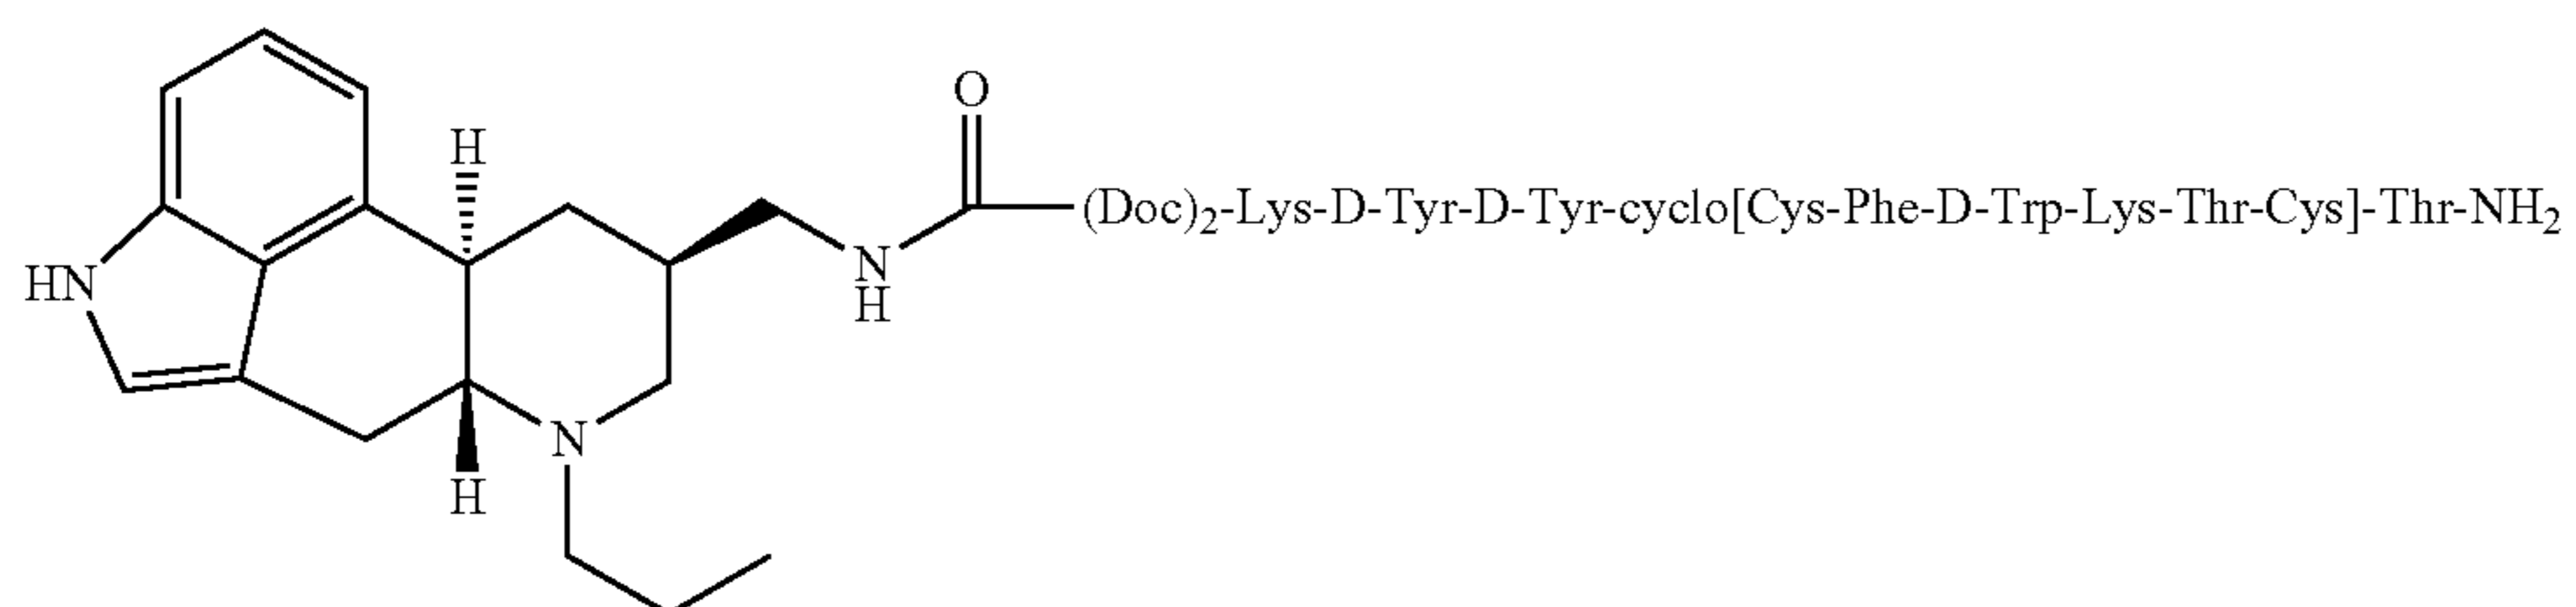 O
H
(Doc)2-Lys-D-Tyr-D-Tyr-cyclo[Cys-Phe-D-Trp-Lys-Thr-Cys]-Thr-NH2
HN
N
H
N
H